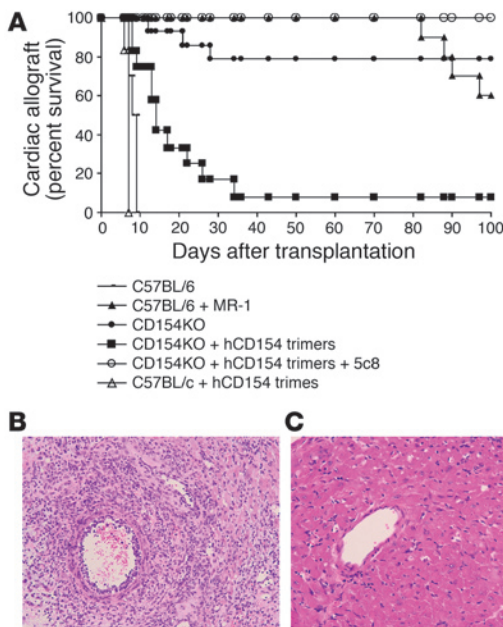 A
Cardiac allograft
(percent survival)
100
80
60
40
20
0
0 10 20 30 40 50 60 70 80 90 100
Days after transplantation
C57BL/6
C57BL/6 + MR-1
CD154KO
CD154KO + hCD154 trimers
CD154KO + hCD154 trimers + 5c8
C57BL/c + hCD154 trimes
B
C